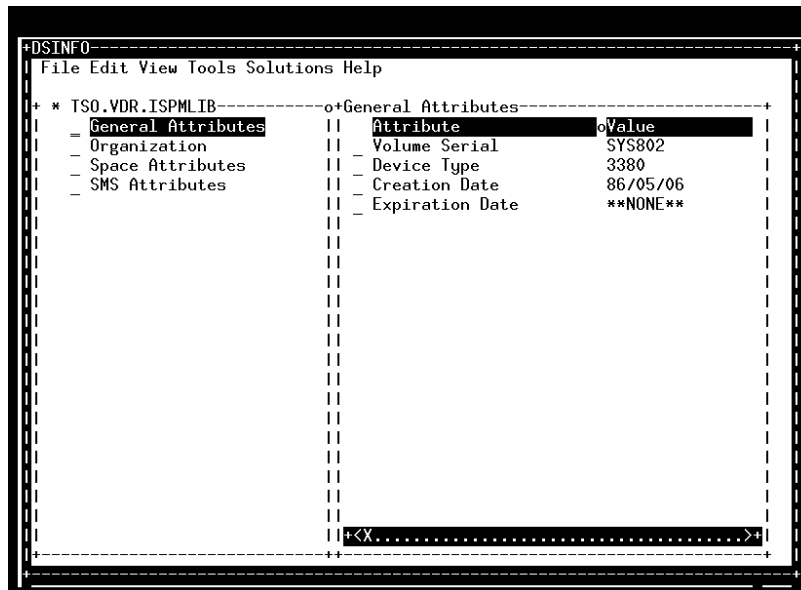 +DSINFO-----------------------------------------------------------------------+
File Edit View Tools Solutions Help
+ * TSO.VDR.ISPMLIB-----------o+General Attributes-------------------------+
_ General Attributes || Attribute oValue
_ Organization || _ Volume Serial SYS802
_ Space Attributes || _ Device Type 3380
_ SMS Attributes || _ Creation Date 86/05/06
|| _ Expiration Date **NONE**
||+<X......................................>+|